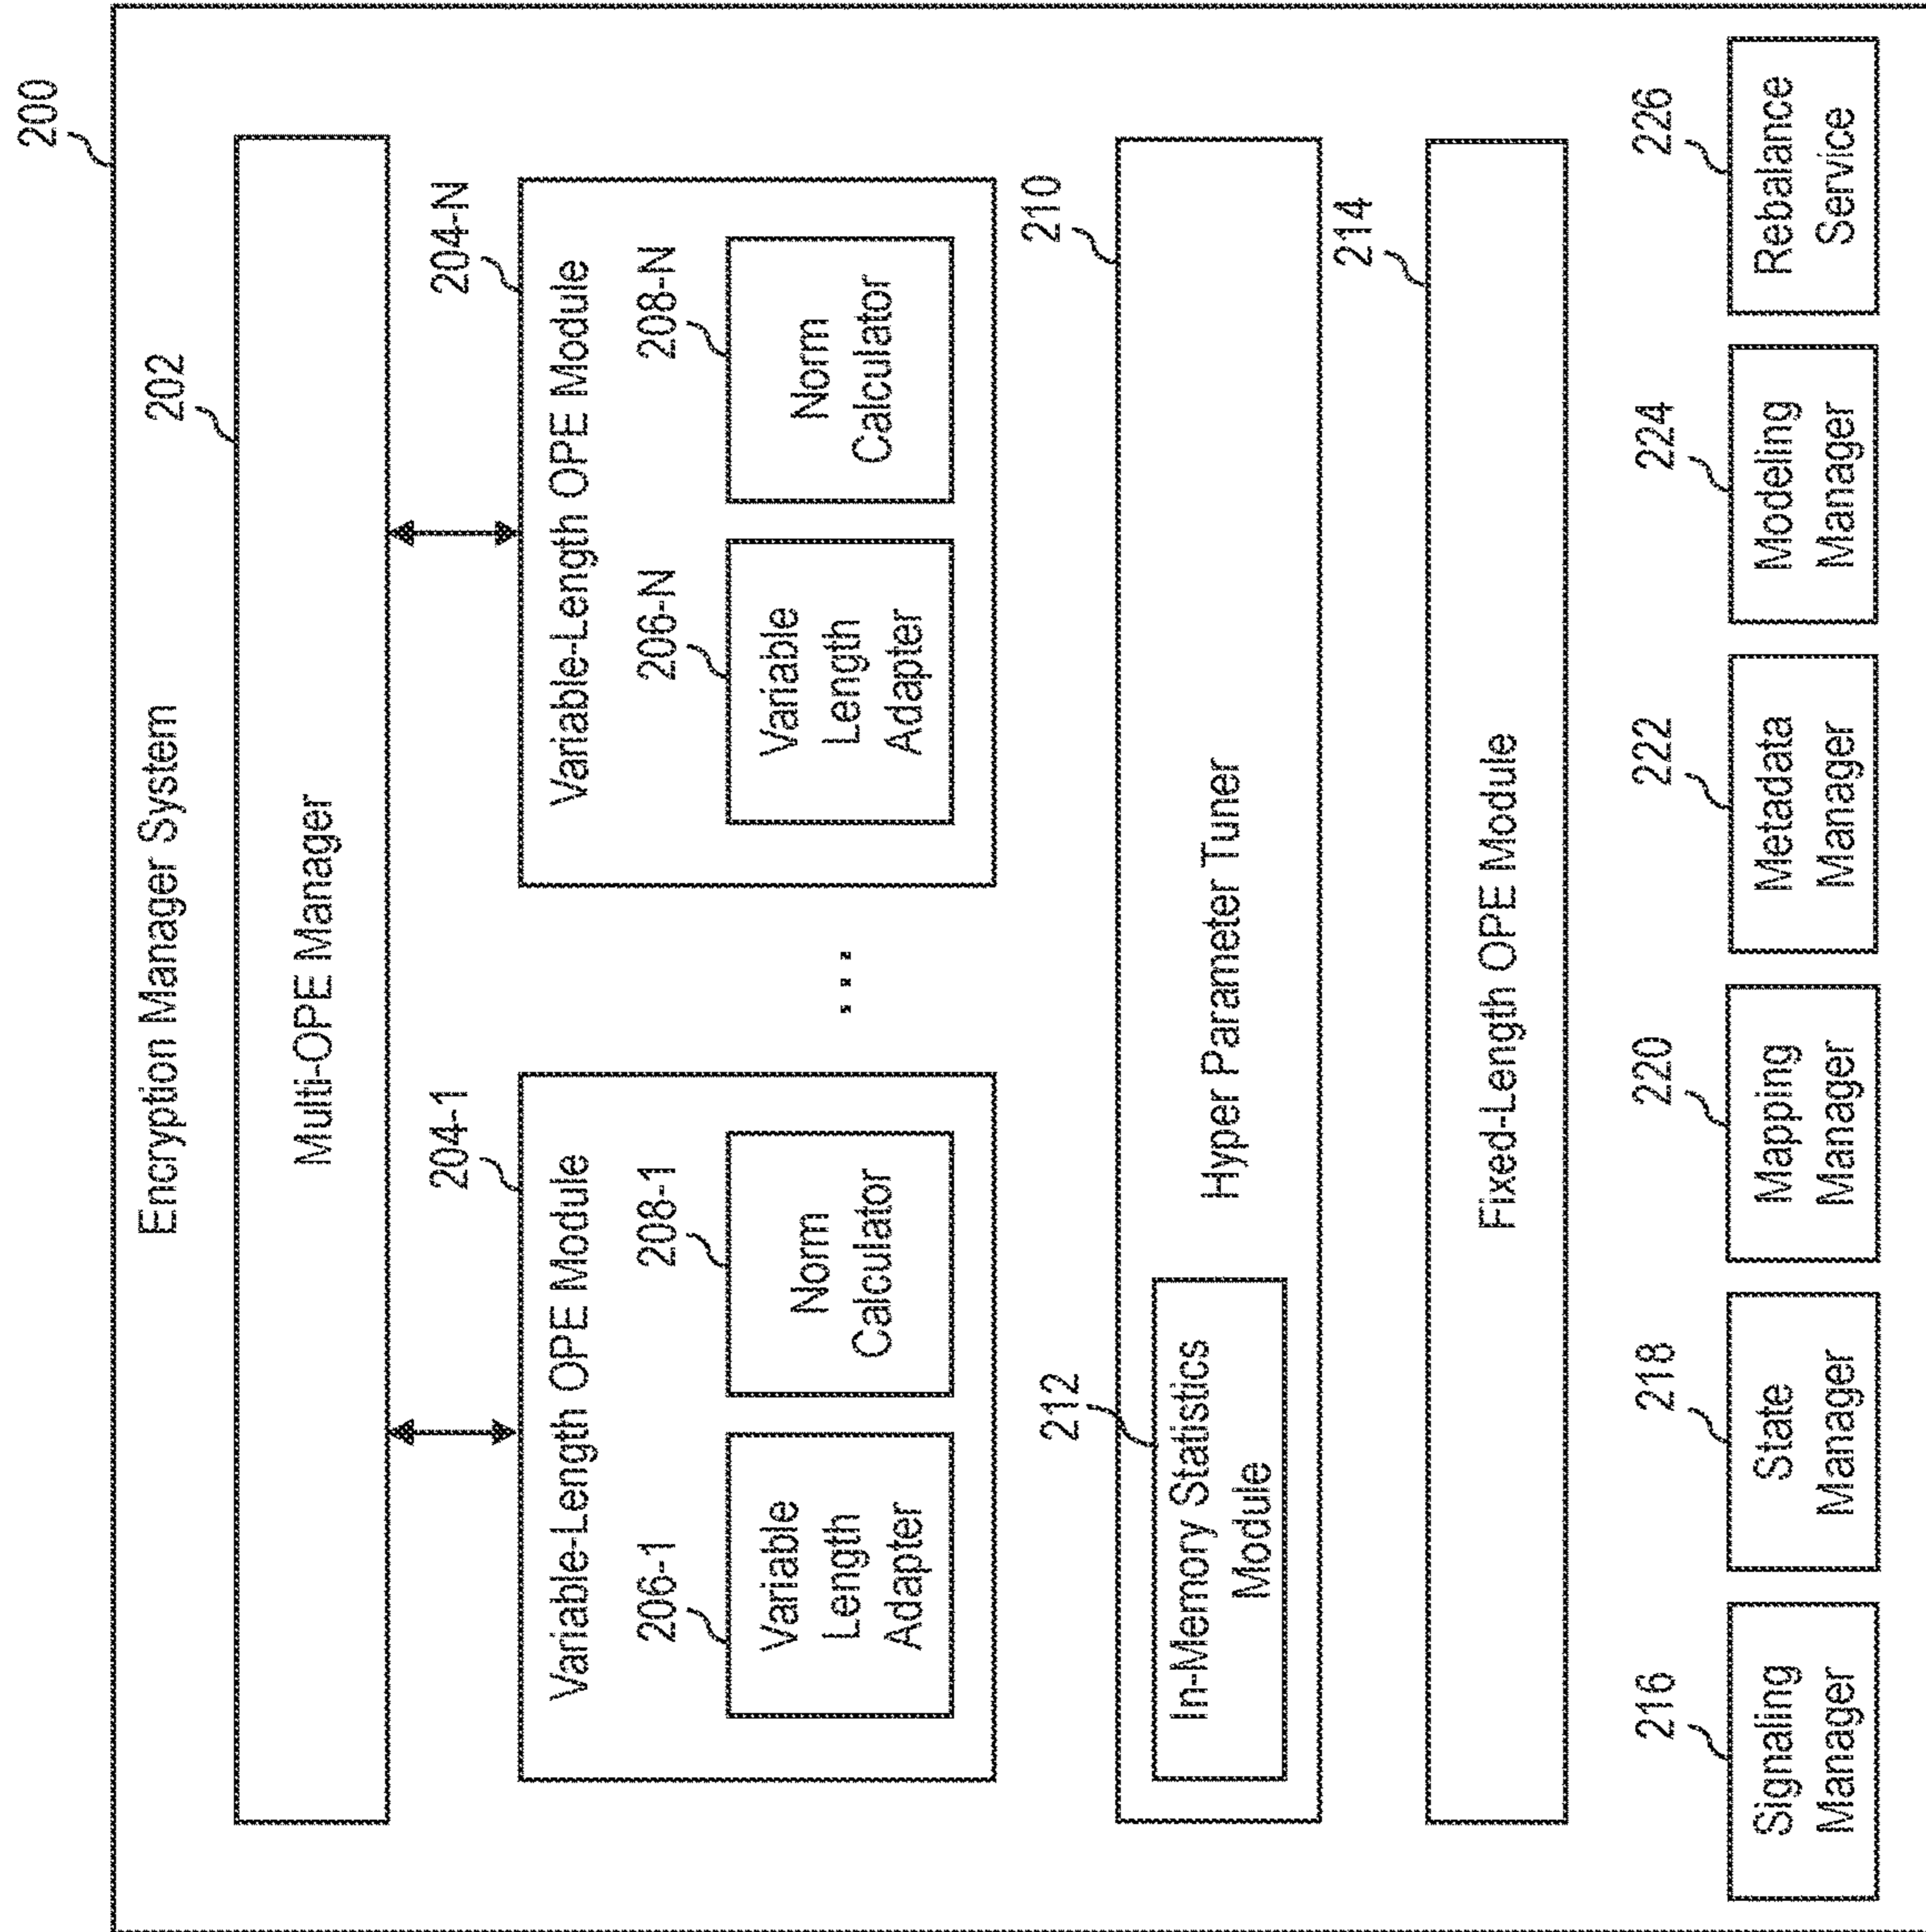 200
Encryption Manager System
202
Multi-OPE Manager
204-1
Variable-Length OPE Module
206-1
Variable
Length
Adapter
208-1
Norm
Calculator
...
204-N
Variable-Length OPE Module
206-N
Variable
Length
Adapter
208-N
Norm
Calculator
210
Hyper Parameter Tuner
212
In-Memory Statistics
Module
214
Fixed-Length OPE Module
216
Signaling
Manager
218
State
Manager
220
Mapping
Manager
222
Metadata
Manager
224
Modeling
Manager
226
Rebalance
Service